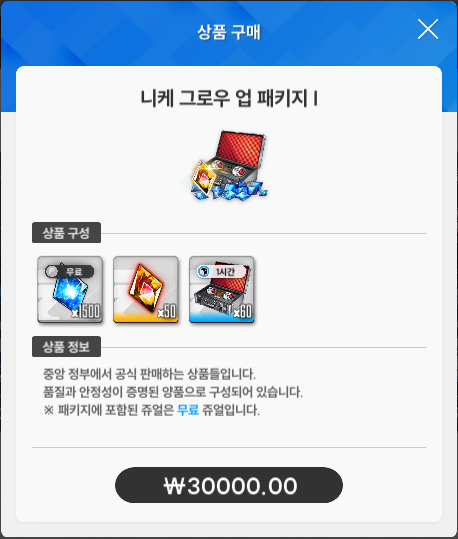 상품 구매
니케 그로우 업 패키지 I
상품 구성
무료
x1500
x50
1시간
x60
상품 정보
중앙 정부에서 공식 판매하는 상품들입니다.
품질과 안정성이 증명된 양품으로 구성되어 있습니다.
※ 패키지에 포함된 쥬얼은 무료 쥬얼입니다.
₩30000.00